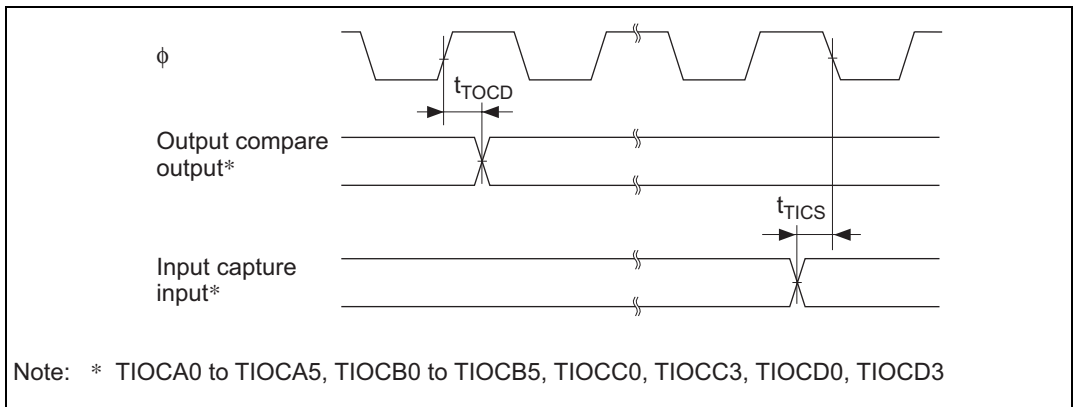 ϕ
tTOCD
Output compare
output*
tTICS
Input capture
input*
Note: * TIOCA0 to TIOCA5, TIOCB0 to TIOCB5, TIOCC0, TIOCC3, TIOCD0, TIOCD3